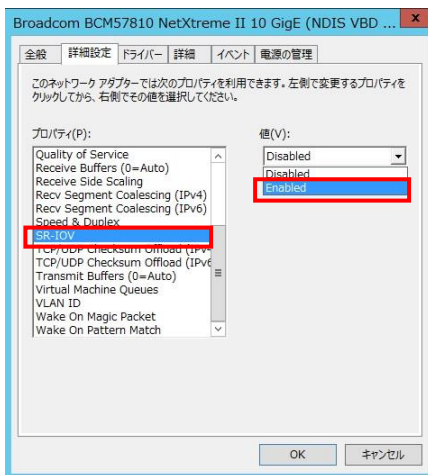 Broadcom BCM57810 NetXtreme II 10 GigE (NDIS VBD ...
x
全般 詳細設定 ドライバー 詳細 イベント 電源の管理
このネットワーク アダプターでは次のプロパティを利用できます。左側で変更するプロパティを
クリックしてから、右側でその値を選択してください。
プロパティ(P):
Quality of Service
Receive Buffers (0=Auto)
Receive Side Scaling
Recv Segment Coalescing (IPv4)
Recv Segment Coalescing (IPv6)
Speed & Duplex
SR-IOV
TCP/UDP Checksum Offload (IPv4
TCP/UDP Checksum Offload (IPv6
Transmit Buffers (0=Auto)
Virtual Machine Queues
VLAN ID
Wake On Magic Packet
Wake On Pattern Match
値(V):
Disabled
Disabled
Enabled
OK キャンセル